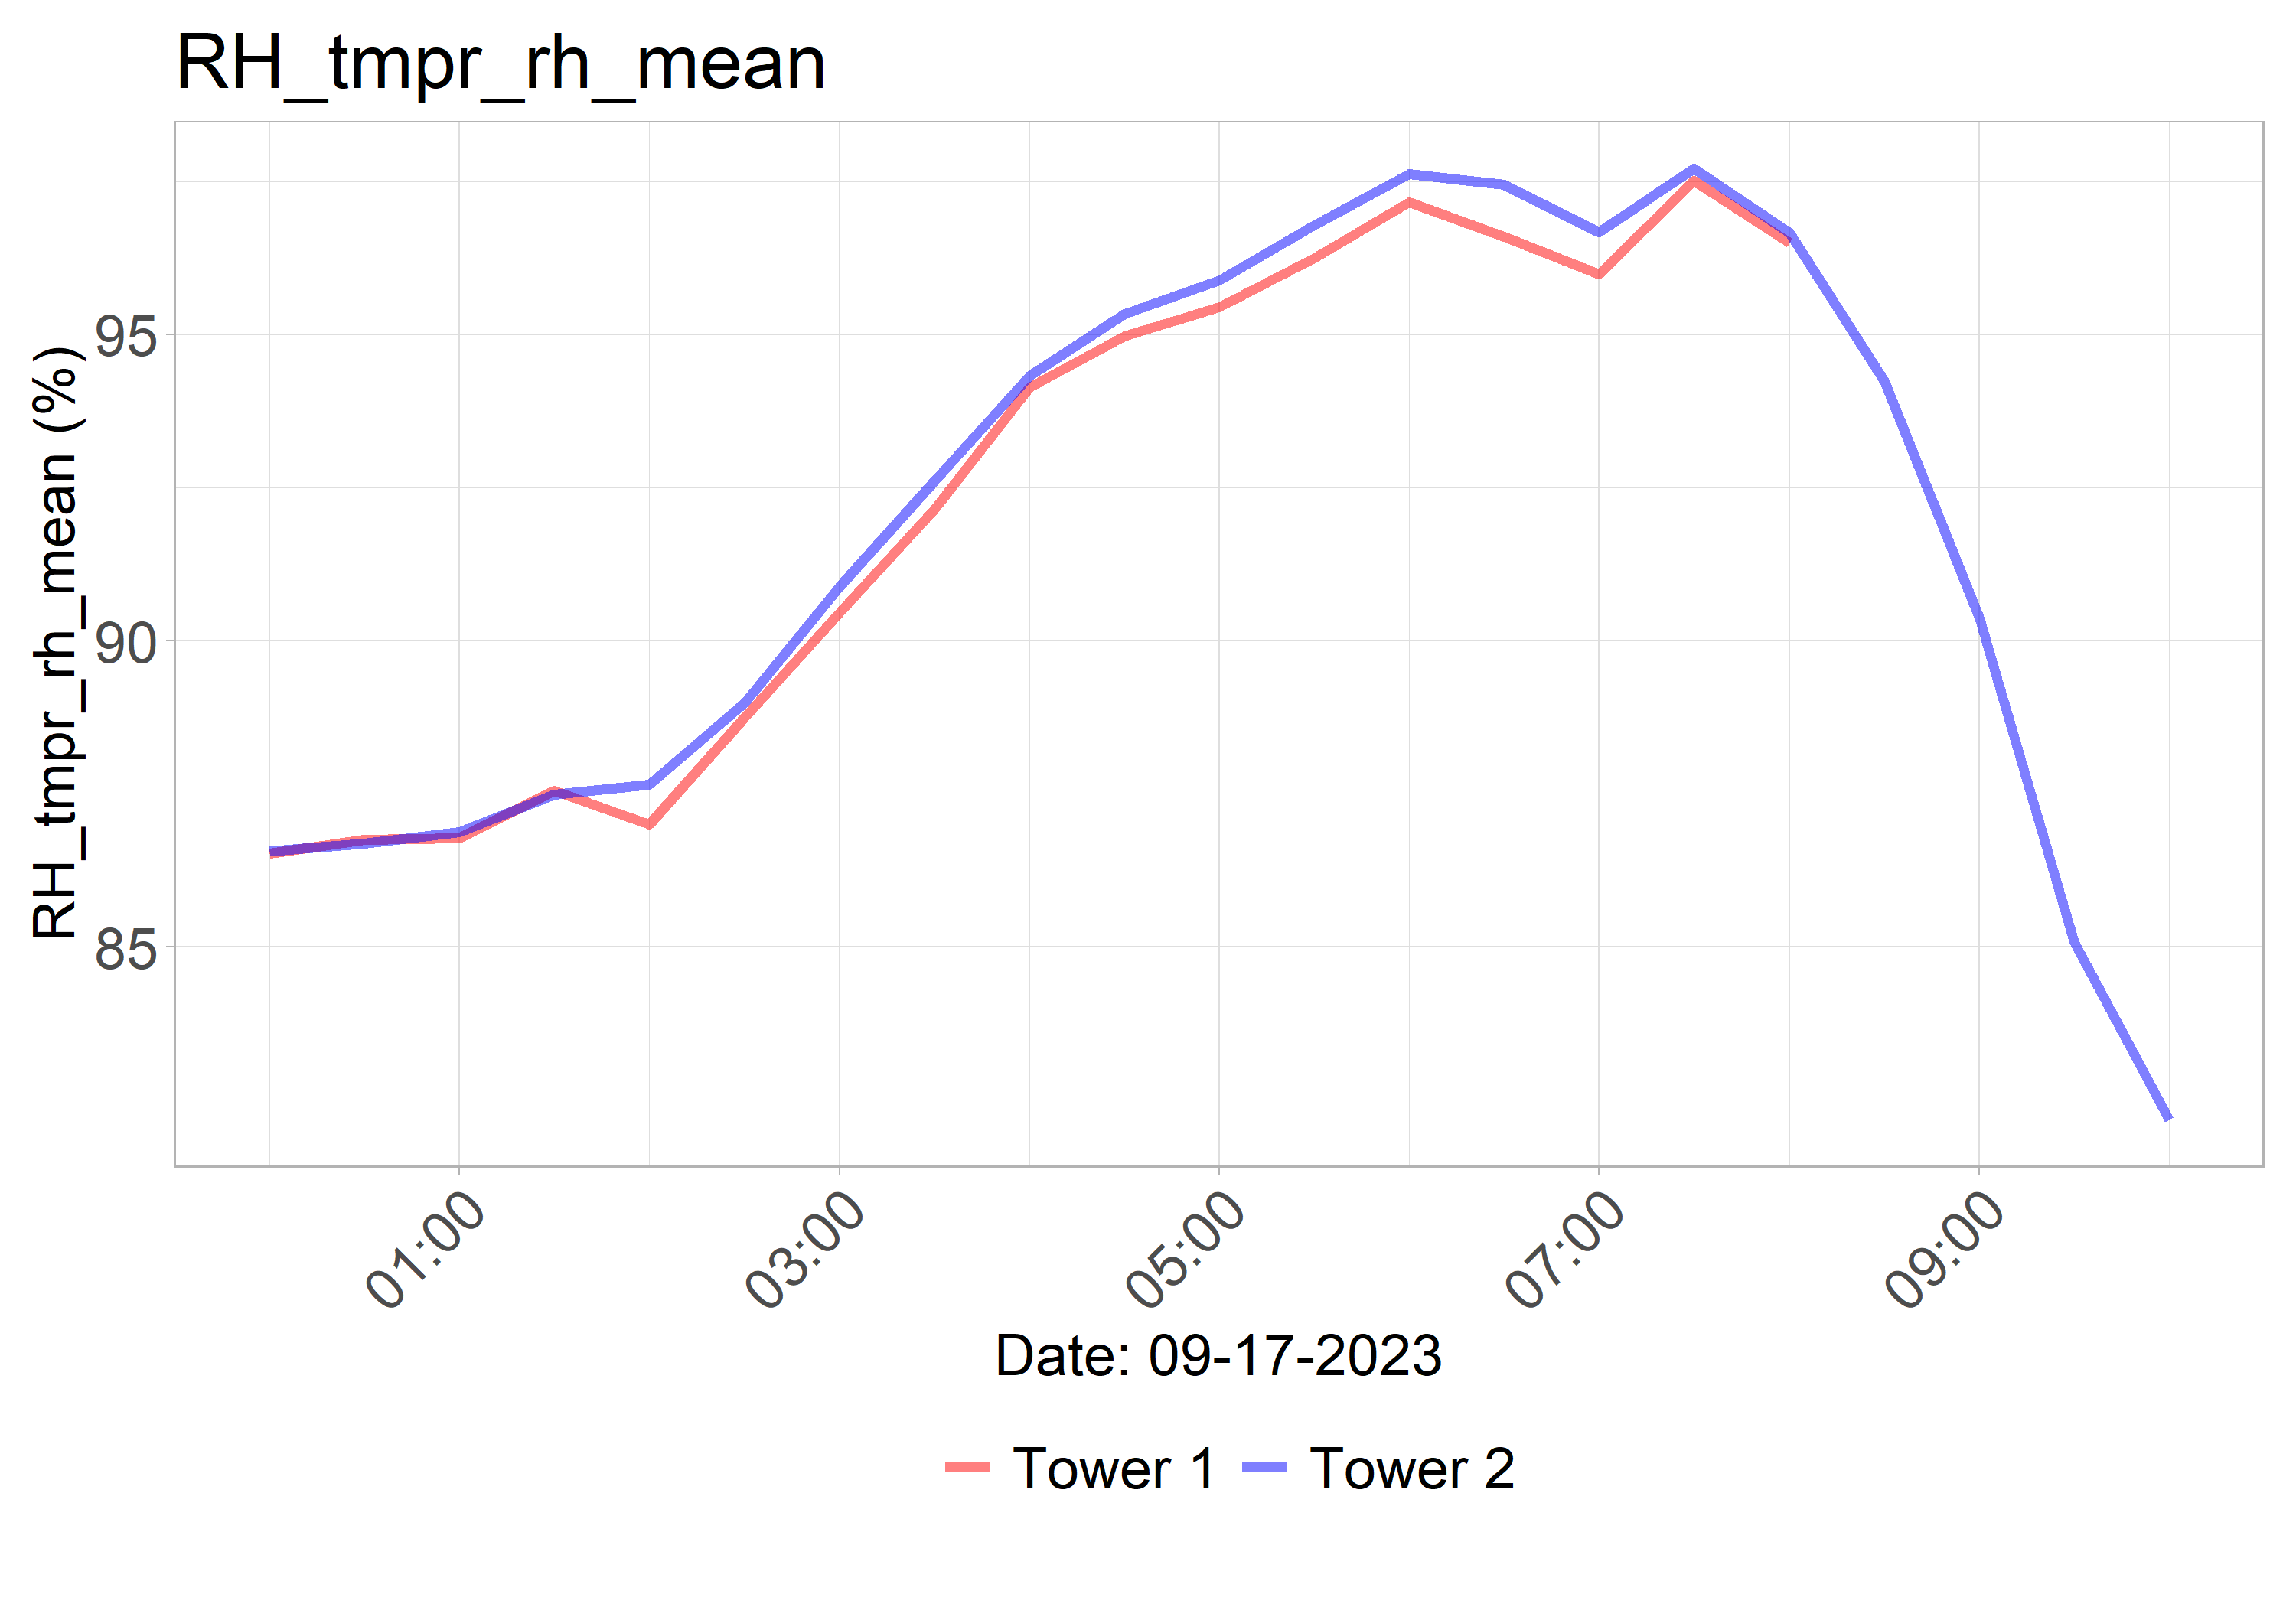 RH_tmpr_rh_mean
RH_tmpr_rh_mean (%)
95
90
85
01:00
03:00
05:00
07:00
09:00
Date: 09-17-2023
Tower 1
Tower 2